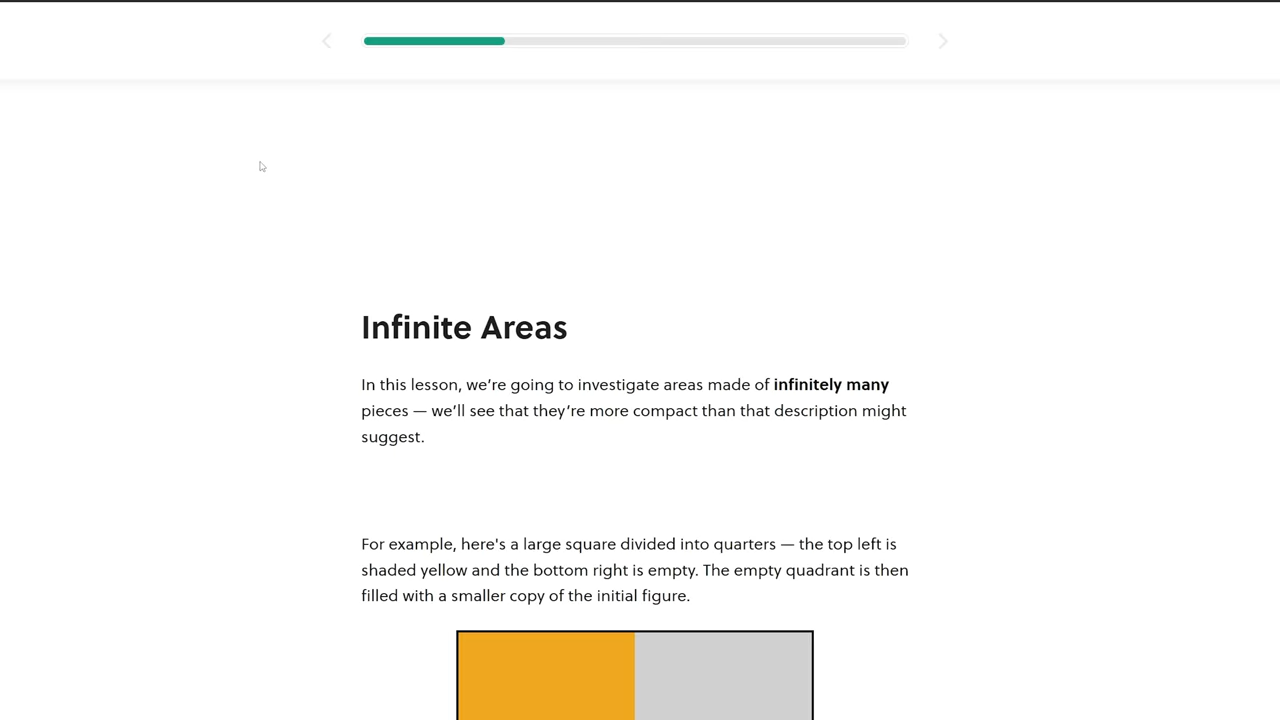 Infinite Areas
In this lesson, we’re going to investigate areas made of infinitely many
pieces — we’ll see that they’re more compact than that description might
suggest.
For example, here's a large square divided into quarters — the top left is
shaded yellow and the bottom right is empty. The empty quadrant is then
filled with a smaller copy of the initial figure.